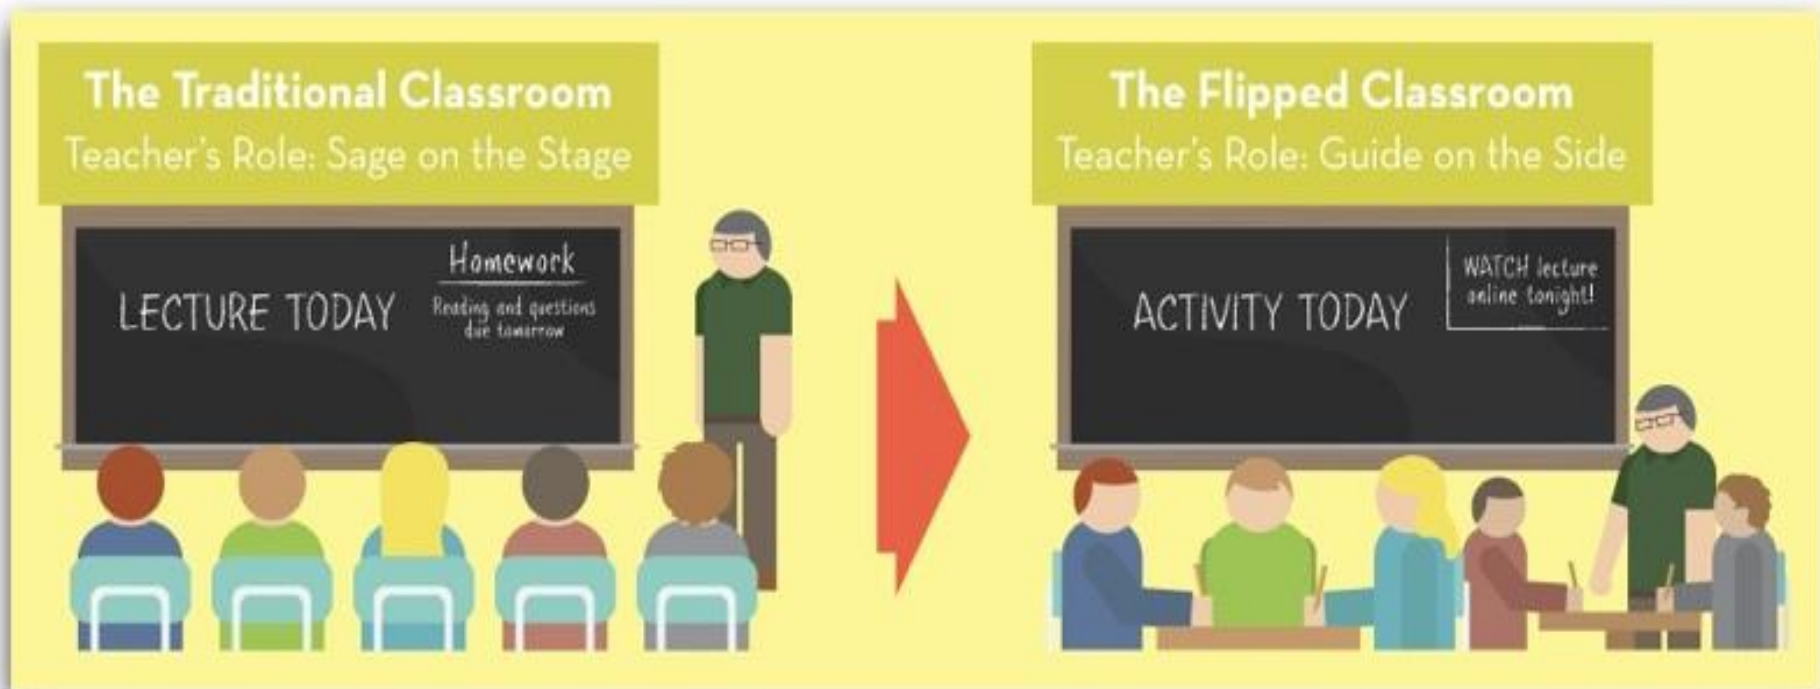 The Traditional Classroom
Teacher's Role: Sage on the Stage
LECTURE TODAY
Homework
Reading and questions
due tomorrow
The Flipped Classroom
Teacher's Role: Guide on the Side
ACTIVITY TODAY
WATCH lecture
online tonight!